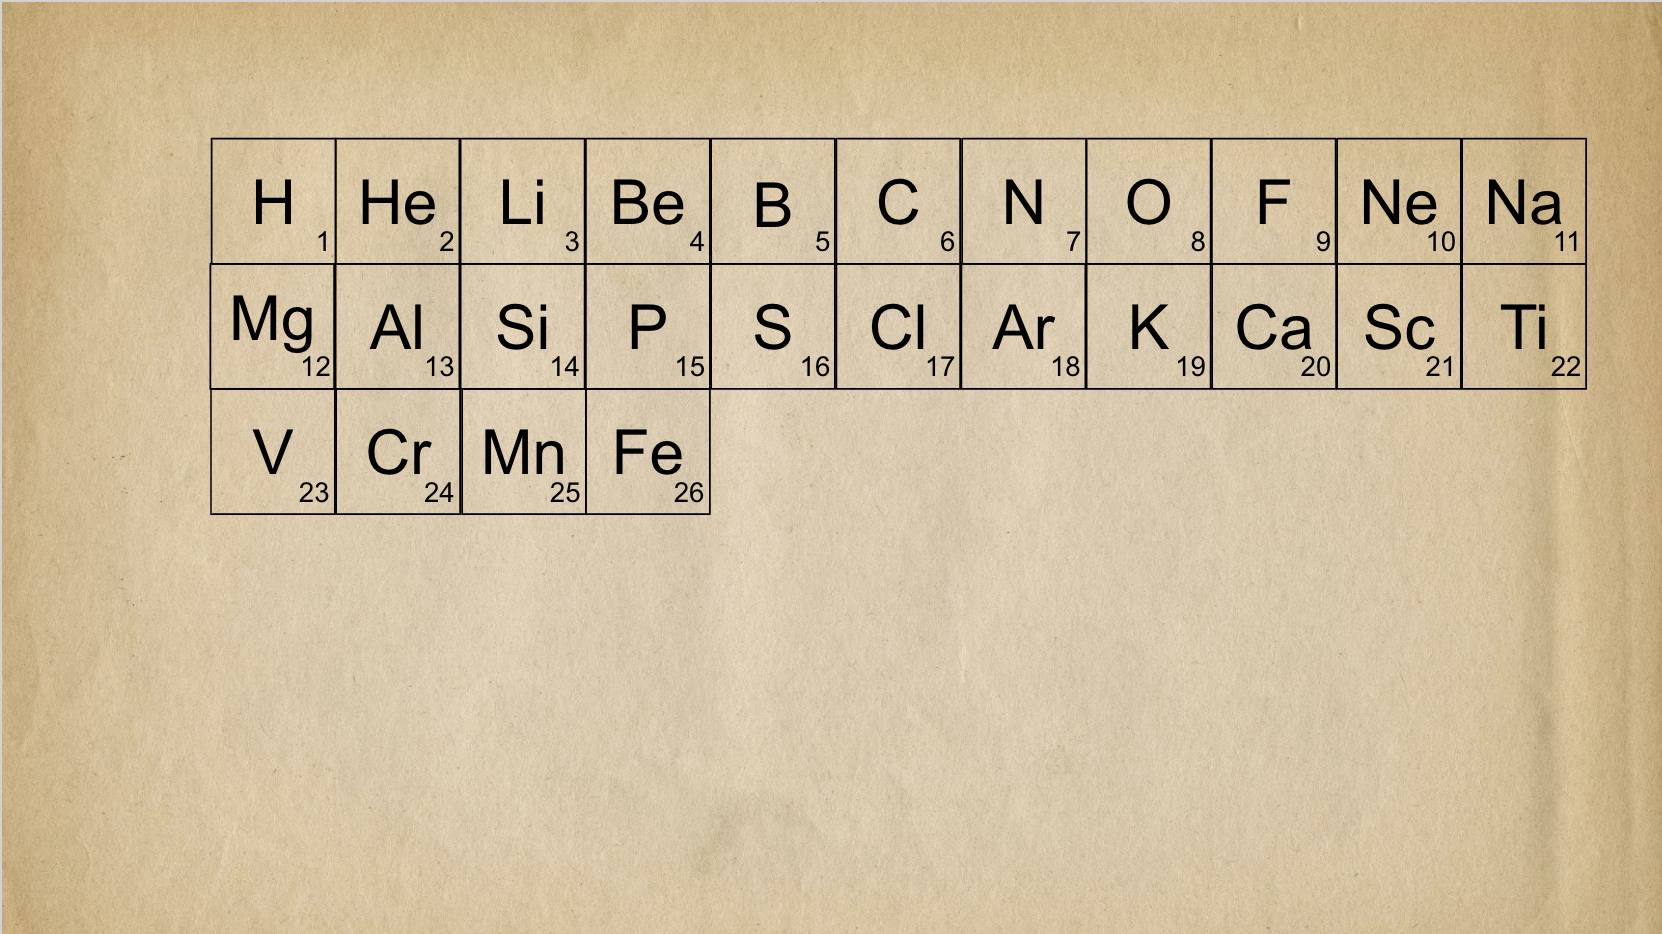 H He Li Be B C N O F Ne Na
1 2 3 4 5 6 7 8 9 10 11
Mg Al Si P S Cl Ar K Ca Sc Ti
12 13 14 15 16 17 18 19 20 21 22
V Cr Mn Fe
23 24 25 26